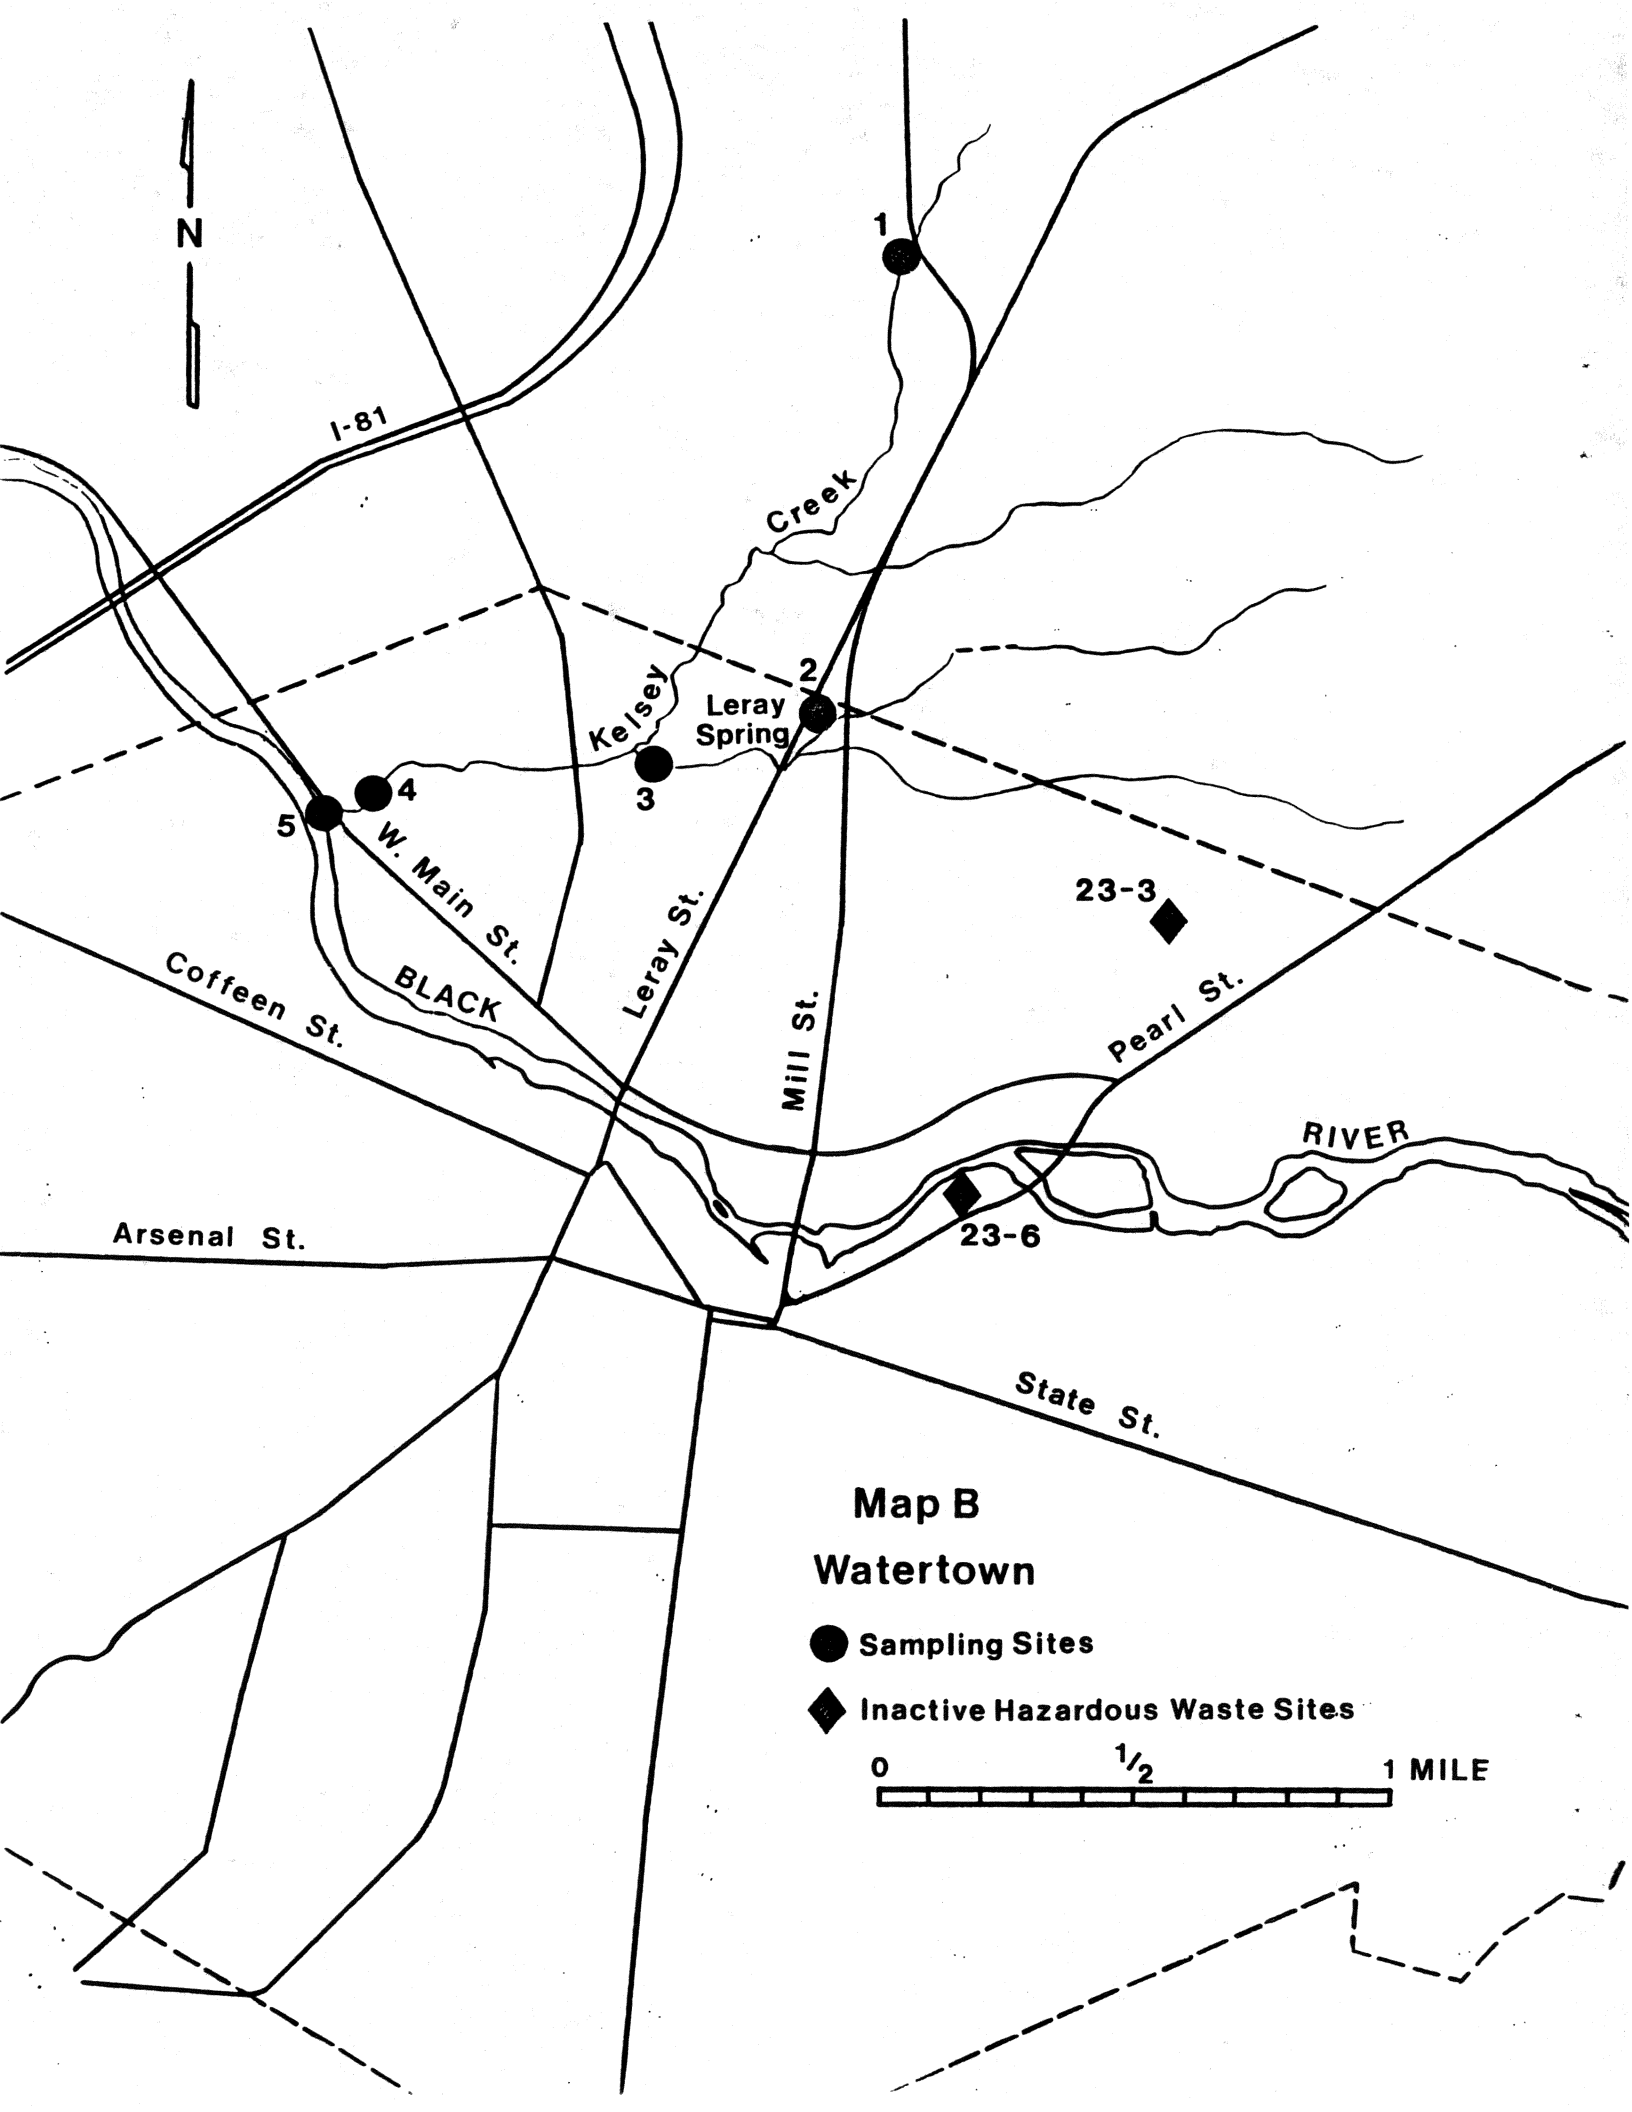 N
1
I-81
Creek
2
Leray
Spring
Kelsey
3
4
5
W. Main St.
23-3
Leray St.
Coffeen St.
BLACK
Mill St.
Pearl St.
RIVER
23-6
Arsenal St.
State St.
Map B
Watertown
Sampling Sites
Inactive Hazardous Waste Sites
0 1/2 1 MILE